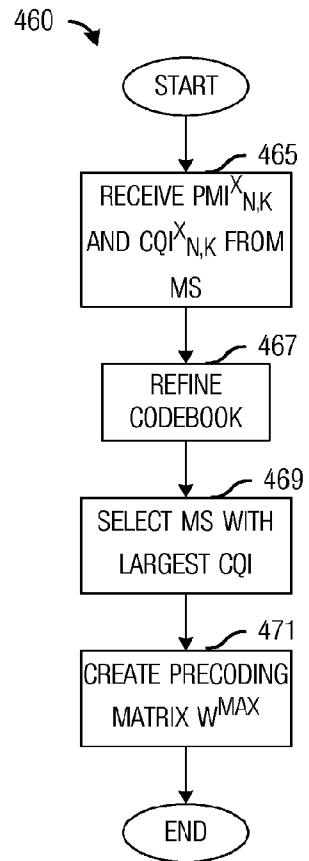 460
START
465
RECEIVE PMI^X_N,K
AND CQI^X_N,K FROM
MS
467
REFINE
CODEBOOK
469
SELECT MS WITH
LARGEST CQI
471
CREATE PRECODING
MATRIX W^MAX
END